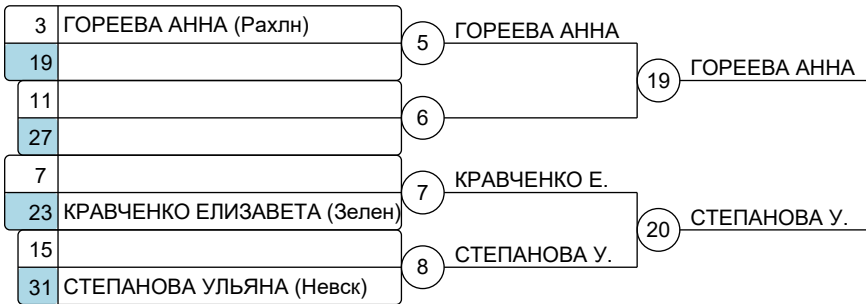 3 ГОРЕЕВА АННА (Рахлн)
19
11
27
7
23 КРАВЧЕНКО ЕЛИЗАВЕТА (Зелен)
15
31 СТЕПАНОВА УЛЬЯНА (Невск)
5 ГОРЕЕВА АННА
6
7 КРАВЧЕНКО Е.
8 СТЕПАНОВА У.
19 ГОРЕЕВА АННА
20 СТЕПАНОВА У.